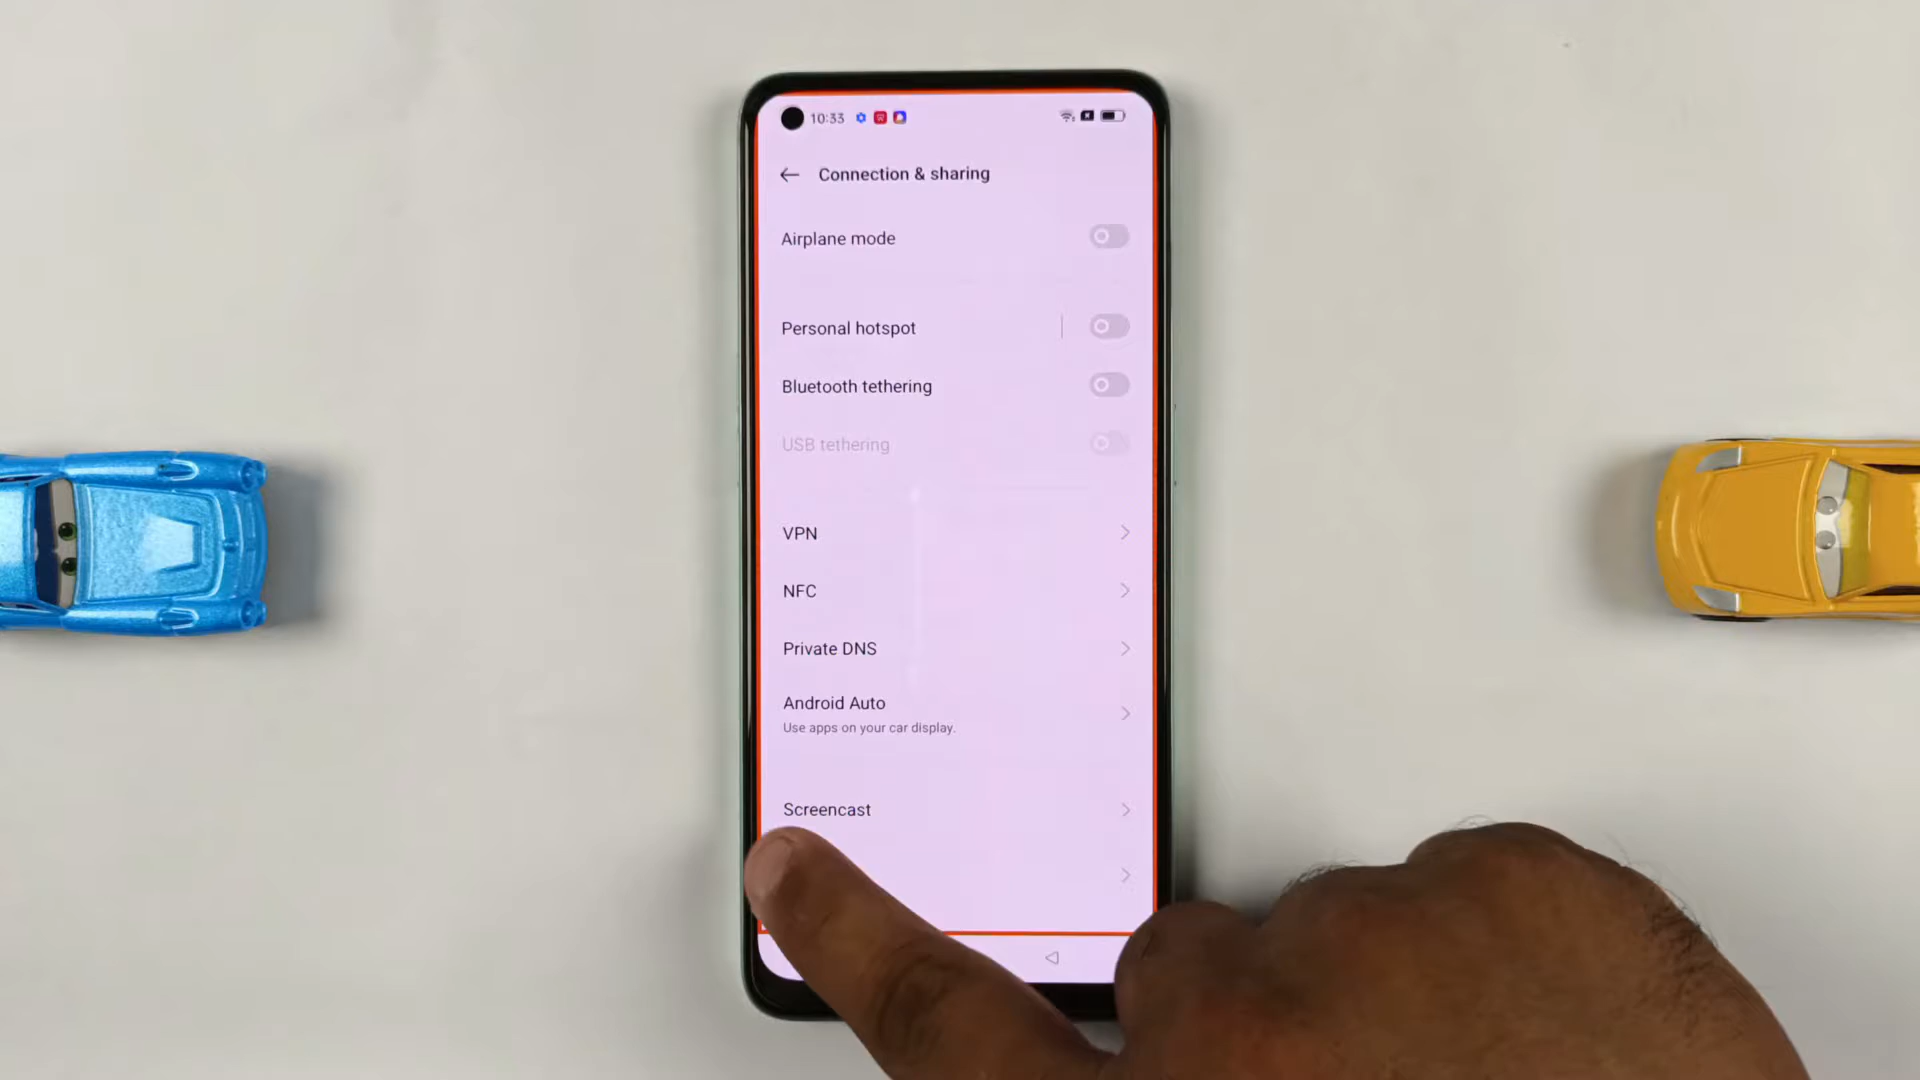 10:33
Connection & sharing
Airplane mode
Personal hotspot
Bluetooth tethering
USB tethering
VPN
NFC
Private DNS
Android Auto
Use apps on your car display.
Screencast